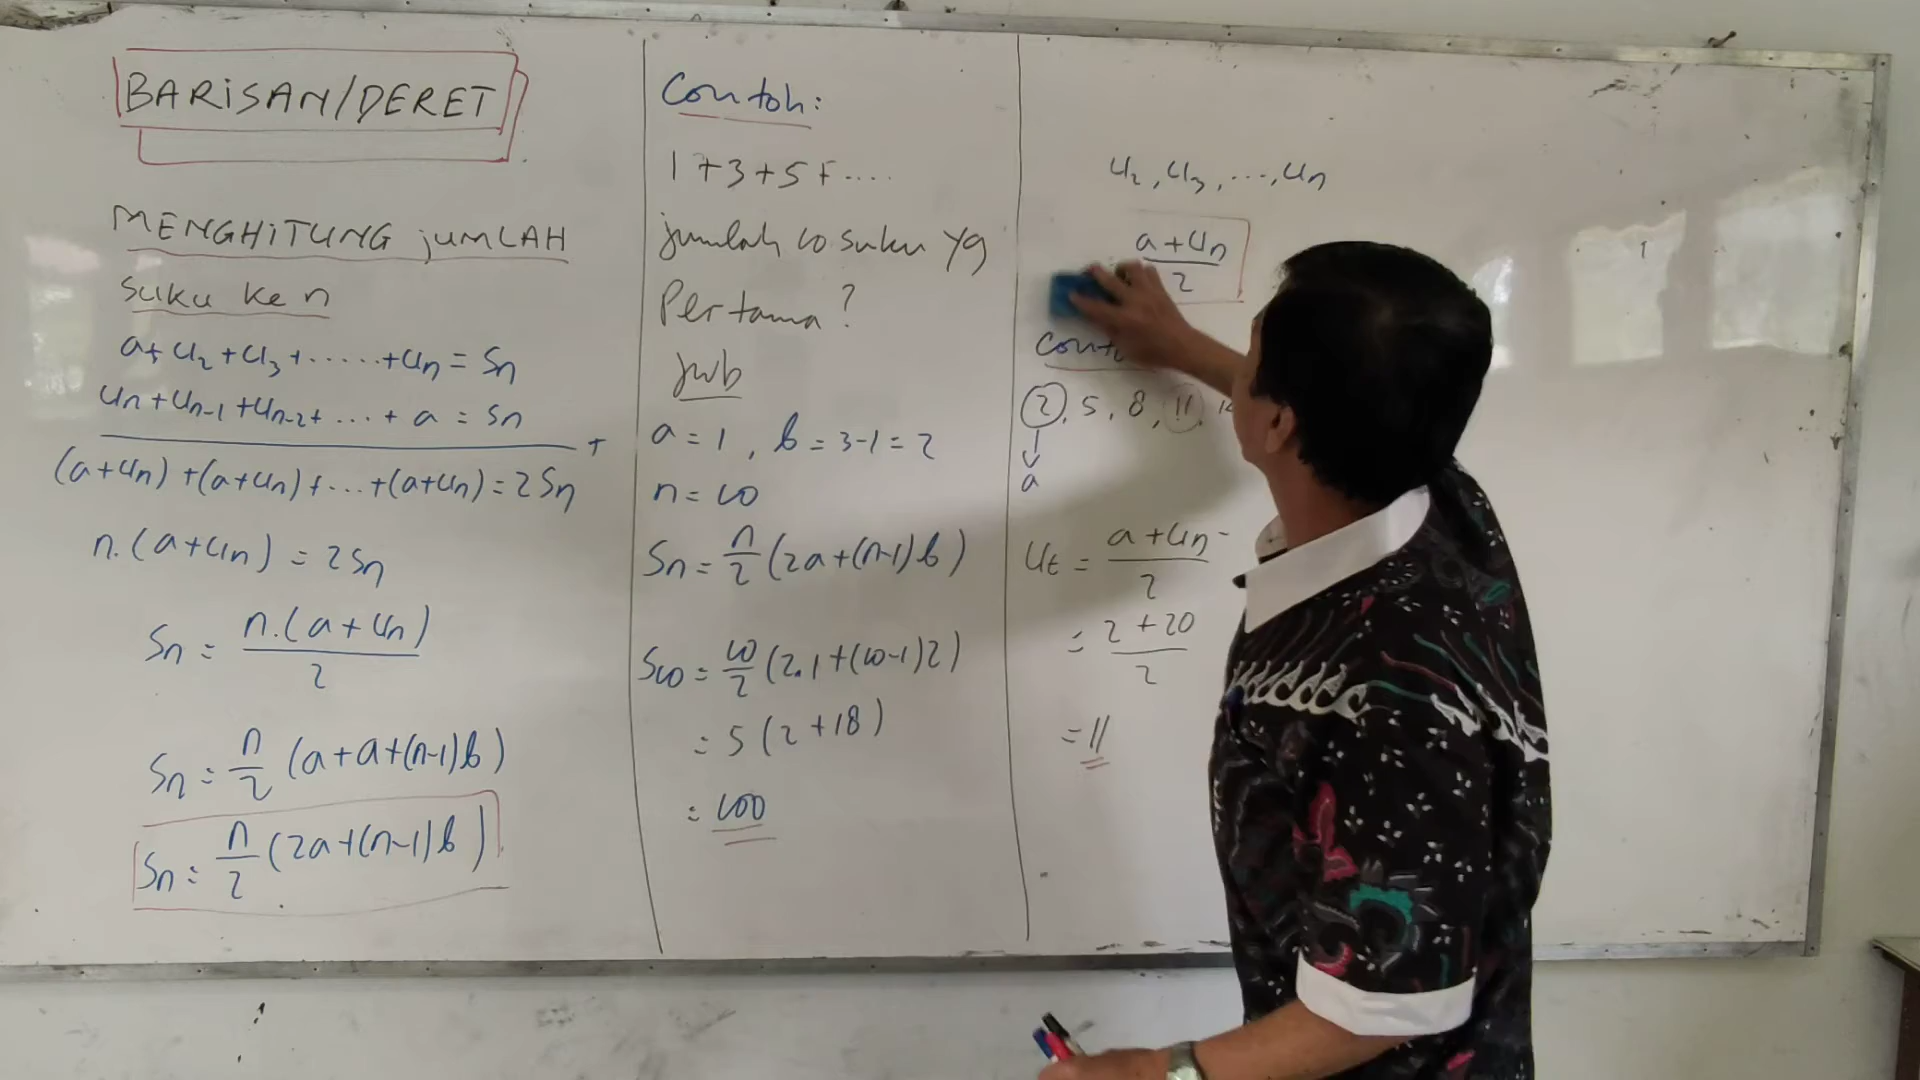 BARISAN/DERET
MENGHITUNG JUMLAH
SUKU KE n
a+U₂+U₃+.....+Uₙ=Sₙ
Uₙ+Uₙ₋₁+Uₙ₋₂+...+a=Sₙ
+
(a+Uₙ)+(a+Uₙ)+...+(a+Uₙ)=2Sₙ
n.(a+Uₙ)=2Sₙ
Sₙ=n.(a+Uₙ)/2
Sₙ=n/2(a+a+(n-1)b)
Sₙ=n/2(2a+(n-1)b)
Contoh:
1+3+5+....
jumlah 10 suku yg
Pertama?
jwb
a=1, b=3-1=2
n=10
Sₙ=n/2(2a+(n-1)b)
S₁₀=10/2(2.1+(10-1)2)
=5(2+18)
=100
U₂,U₃,...,Uₙ
a+Uₙ/2
2, 5, 8, 11,
a
Uₜ=a+Uₙ/2
=2+20/2
=11